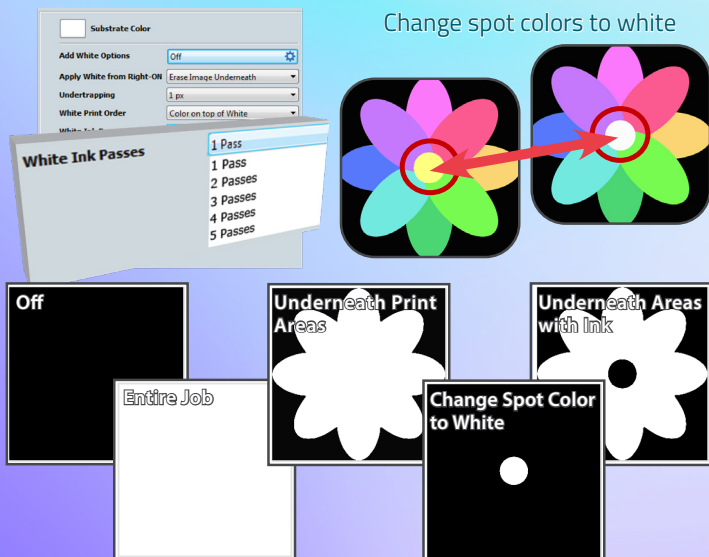 Change spot colors to white
Substrate Color
Add White Options
Off
Apply White from Right-ON
Erase Image Underneath
Undertrapping
1 px
White Print Order
Color on top of White
White Ink Passes
1 Pass
1 Pass
2 Passes
3 Passes
4 Passes
5 Passes
Off
Underneath Print
Areas
Underneath Areas
with Ink
Entire Job
Change Spot Color
to White